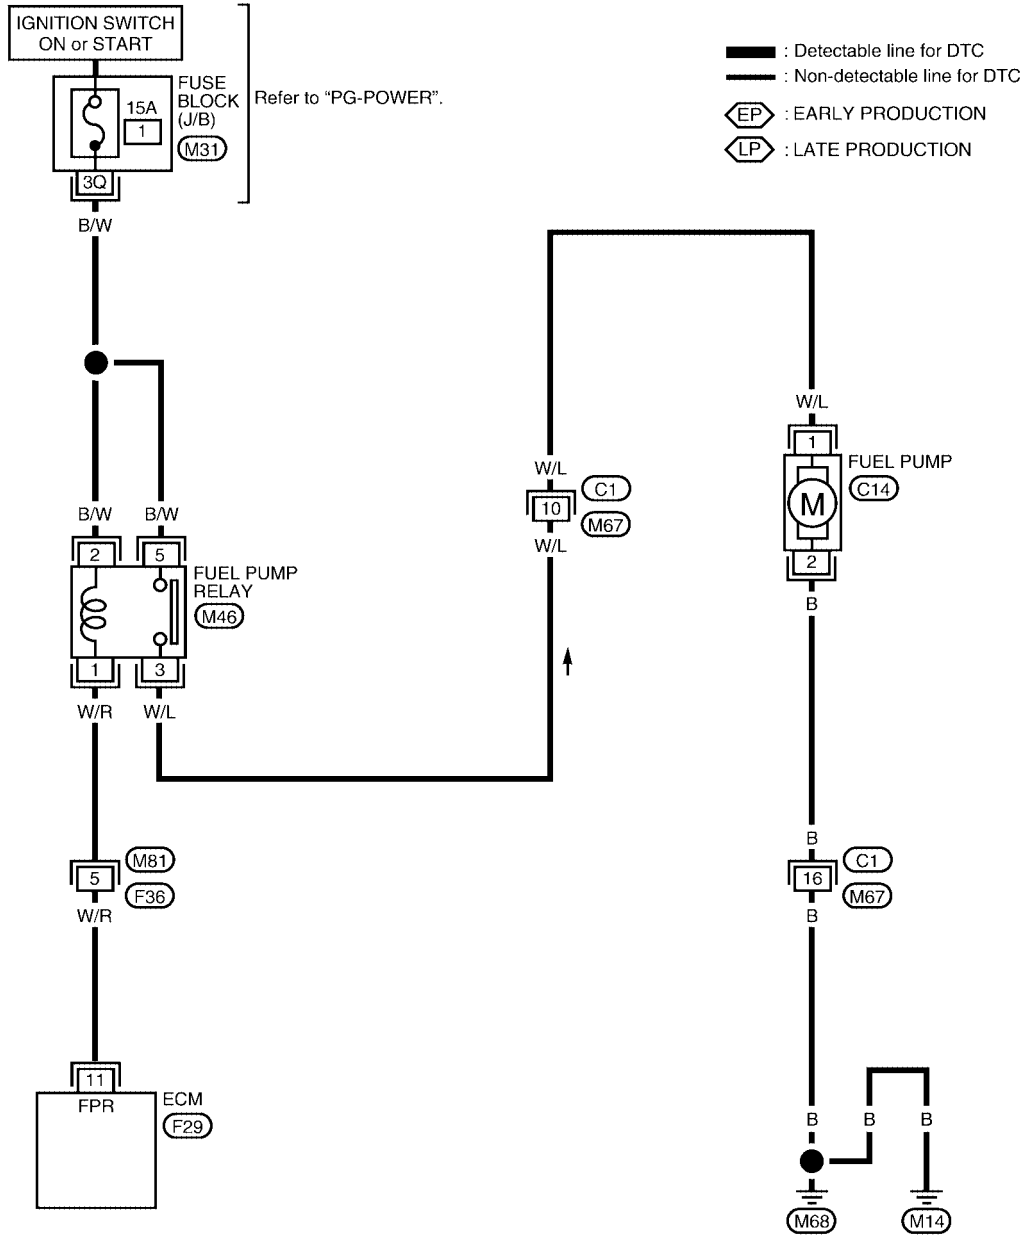 IGNITION SWITCH
ON or START
FUSE
BLOCK
(J/B)
15A
1
M31
3Q
Refer to "PG-POWER".
: Detectable line for DTC
: Non-detectable line for DTC
EP : EARLY PRODUCTION
LP : LATE PRODUCTION
B/W
B/W
B/W
2
5
FUEL PUMP
RELAY
M46
1
3
W/R
W/L
M81
5
F36
W/R
11
FPR
ECM
F29
W/L
C1
10
M67
W/L
W/L
1
FUEL PUMP
C14
M
2
B
B
C1
16
M67
B
B
B
B
M68
M14